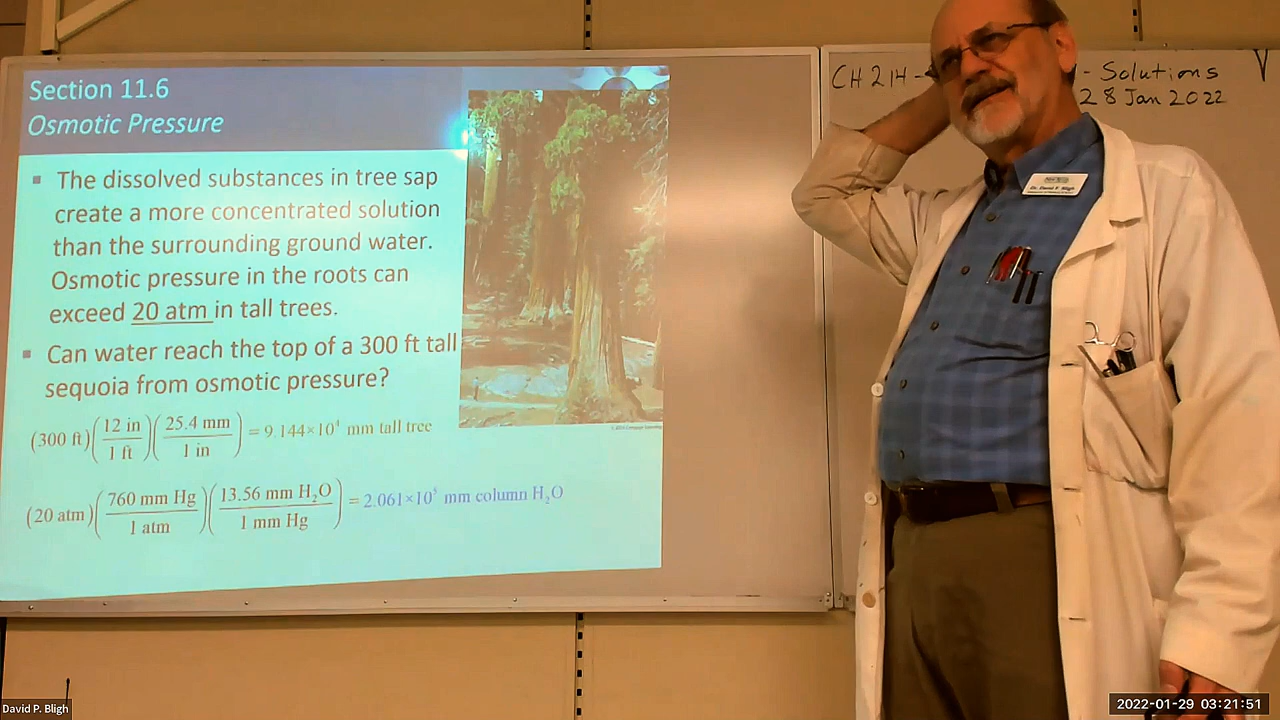 Section 11.6
Osmotic Pressure
▪ The dissolved substances in tree sap
create a more concentrated solution
than the surrounding ground water.
Osmotic pressure in the roots can
exceed 20 atm in tall trees.
▪ Can water reach the top of a 300 ft tall
sequoia from osmotic pressure?
(300 ft)(12 in / 1 ft)(25.4 mm / 1 in) = 9.144×10⁴ mm tall tree
(20 atm)(760 mm Hg / 1 atm)(13.56 mm H₂O / 1 mm Hg) = 2.061×10⁵ mm column H₂O
CH 214 - - Solutions
28 Jan 2022
Dr. David P. Bligh
David P. Bligh
2022-01-29 03:21:51